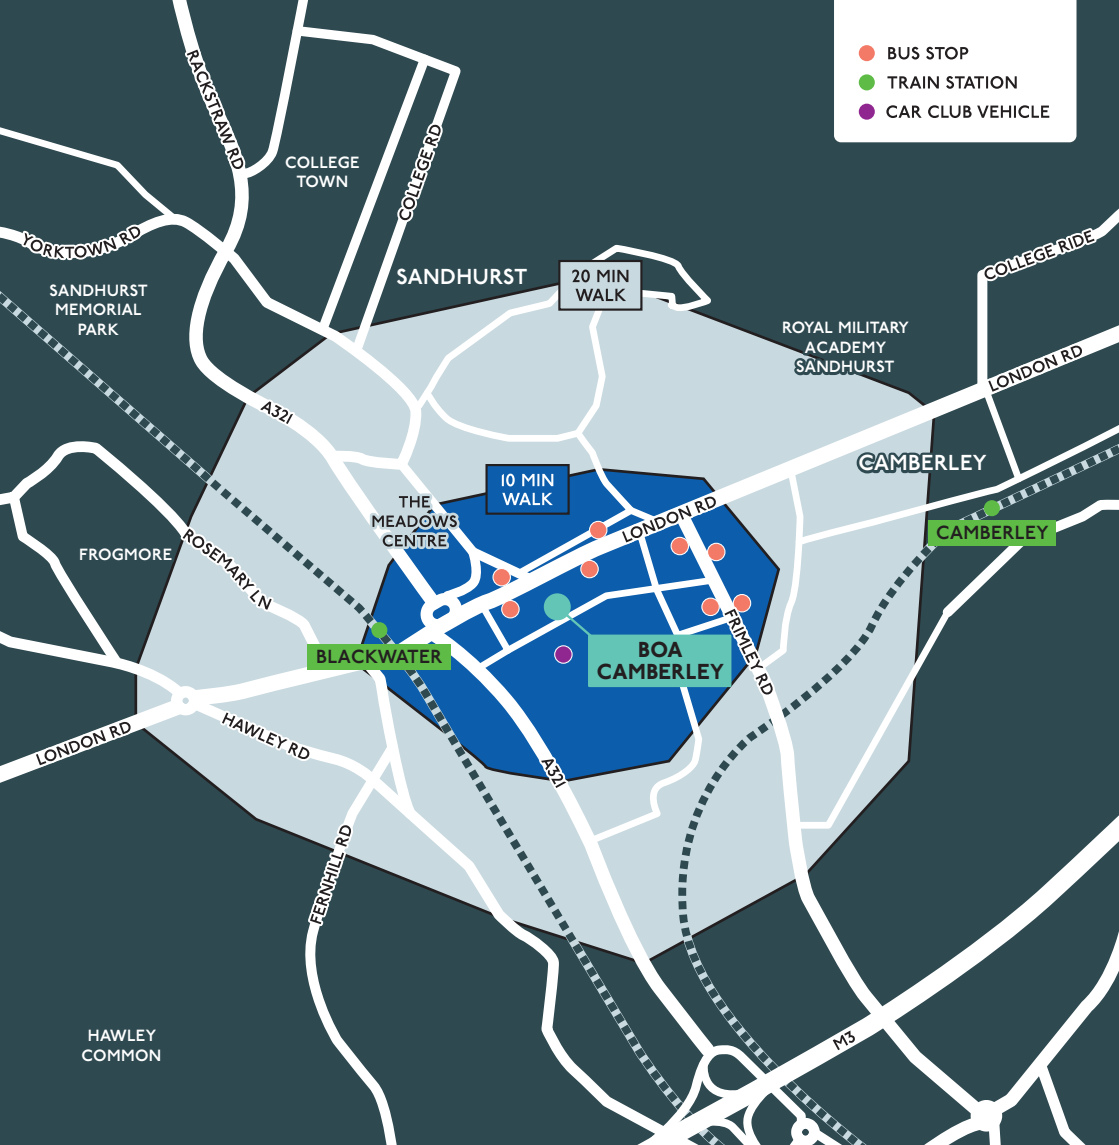 BUS STOP
TRAIN STATION
CAR CLUB VEHICLE
RACKSTRAW RD
COLLEGE
TOWN
COLLEGE RD
YORKTOWN RD
SANDHURST
MEMORIAL
PARK
SANDHURST
20 MIN
WALK
COLLEGE RIDE
ROYAL MILITARY
ACADEMY
SANDHURST
LONDON RD
A321
CAMBERLEY
10 MIN
WALK
THE
MEADOWS
CENTRE
LONDON RD
CAMBERLEY
FROGMORE
ROSEMARY LN
BLACKWATER
BOA
CAMBERLEY
FRIMLEY RD
LONDON RD
HAWLEY RD
A321
FERNHILL RD
HAWLEY
COMMON
M3